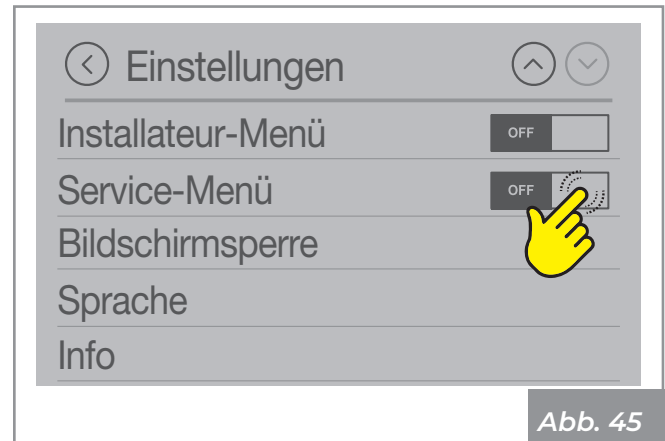 Einstellungen
Installateur-Menü OFF
Service-Menü OFF
Bildschirmsperre
Sprache
Info
Abb. 45